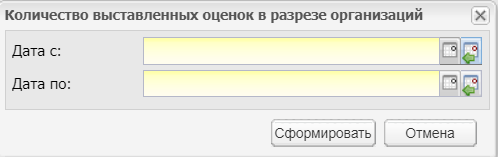 Количество выставленных оценок в разрезе организаций
Дата с:
Дата по:
Сформировать Отмена